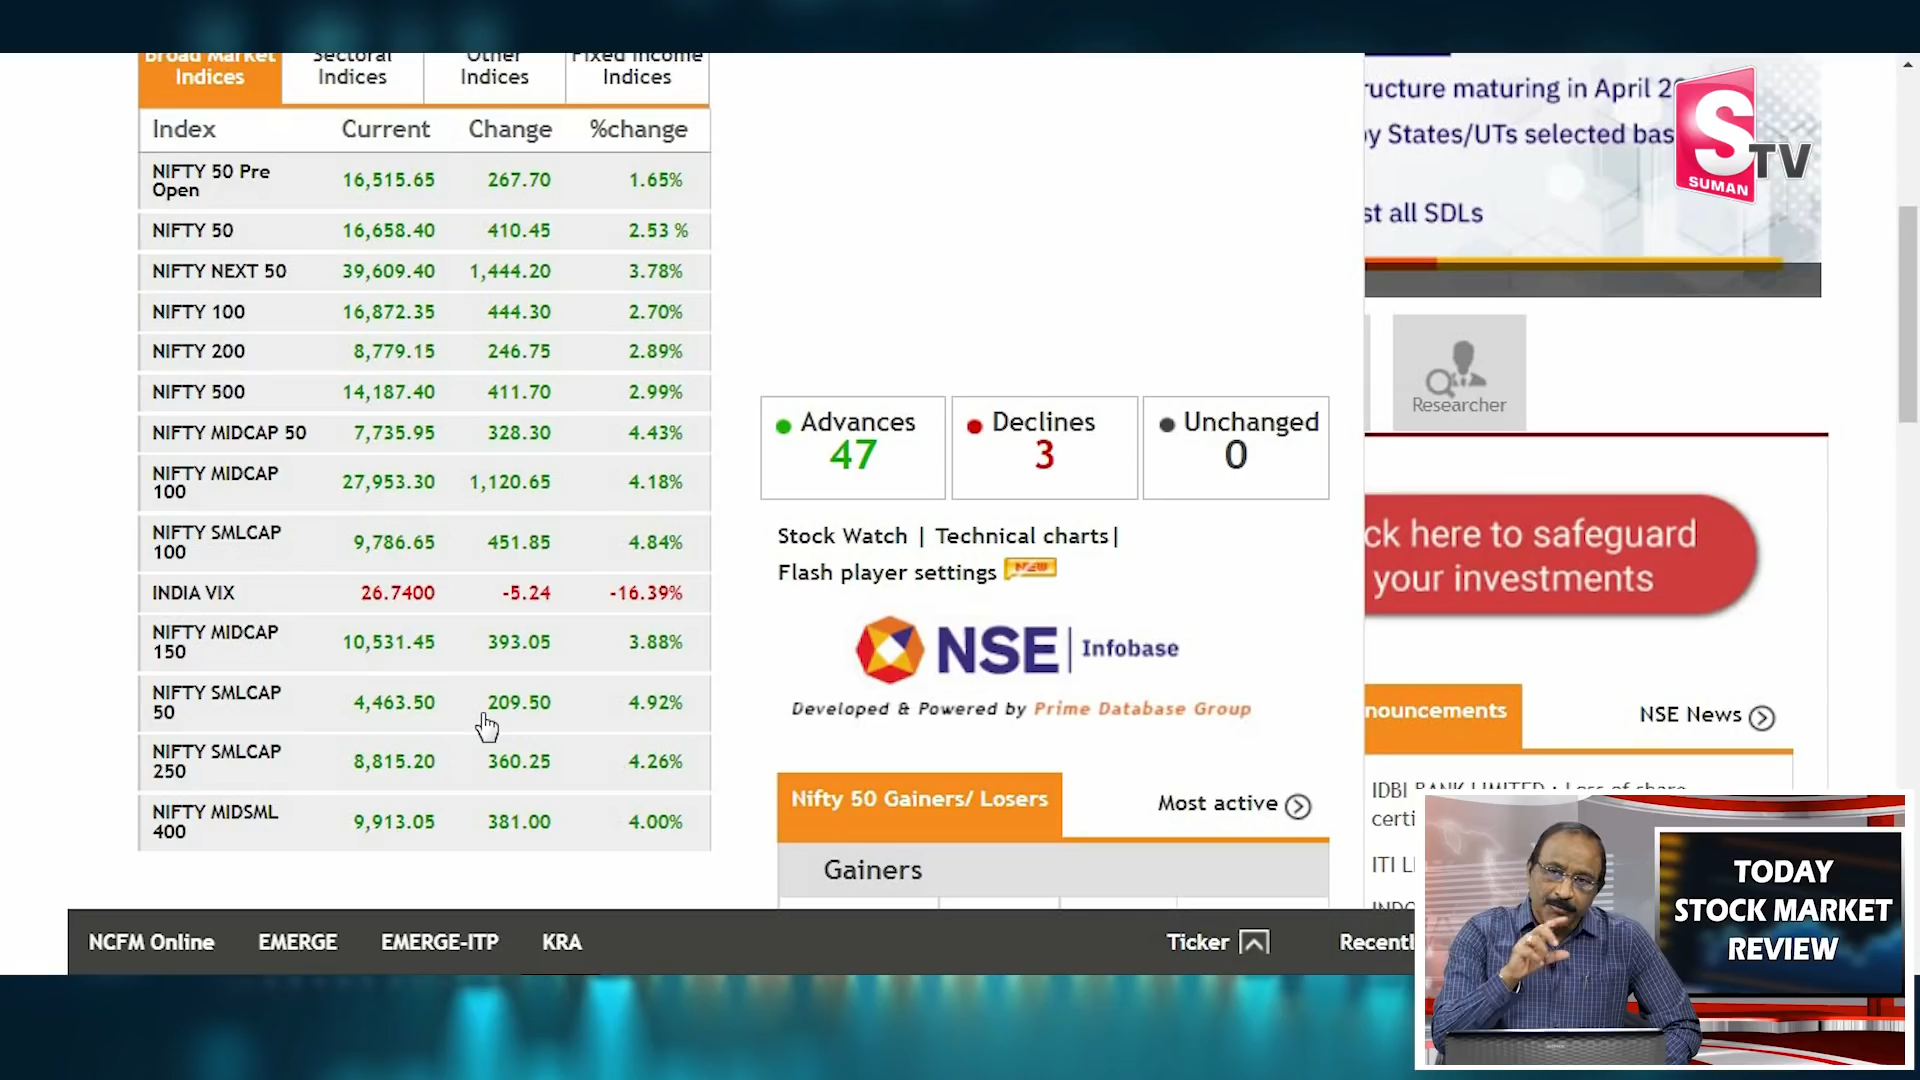 Broad Market
Indices
Sectoral
Indices
Other
Indices
Fixed Income
Indices
Index Current Change %change
NIFTY 50 Pre
Open 16,515.65 267.70 1.65%
NIFTY 50 16,658.40 410.45 2.53 %
NIFTY NEXT 50 39,609.40 1,444.20 3.78%
NIFTY 100 16,872.35 444.30 2.70%
NIFTY 200 8,779.15 246.75 2.89%
NIFTY 500 14,187.40 411.70 2.99%
NIFTY MIDCAP 50 7,735.95 328.30 4.43%
NIFTY MIDCAP
100 27,953.30 1,120.65 4.18%
NIFTY SMLCAP
100 9,786.65 451.85 4.84%
INDIA VIX 26.7400 -5.24 -16.39%
NIFTY MIDCAP
150 10,531.45 393.05 3.88%
NIFTY SMLCAP
50 4,463.50 209.50 4.92%
NIFTY SMLCAP
250 8,815.20 360.25 4.26%
NIFTY MIDSML
400 9,913.05 381.00 4.00%
Advances
47
Declines
3
Unchanged
0
Stock Watch | Technical charts|
Flash player settings NEW
NSE | Infobase
Developed & Powered by Prime Database Group
Nifty 50 Gainers/ Losers
Most active
Gainers
ructure maturing in April 2
y States/UTs selected bas
st all SDLs
S TV
SUMAN
Researcher
ck here to safeguard
your investments
nouncements
NSE News
IDBI BANK LIMITED : Loss of share
certi
ITI L
INDO
NCFM Online EMERGE EMERGE-ITP KRA
Ticker
Recentl
TODAY
STOCK MARKET
REVIEW